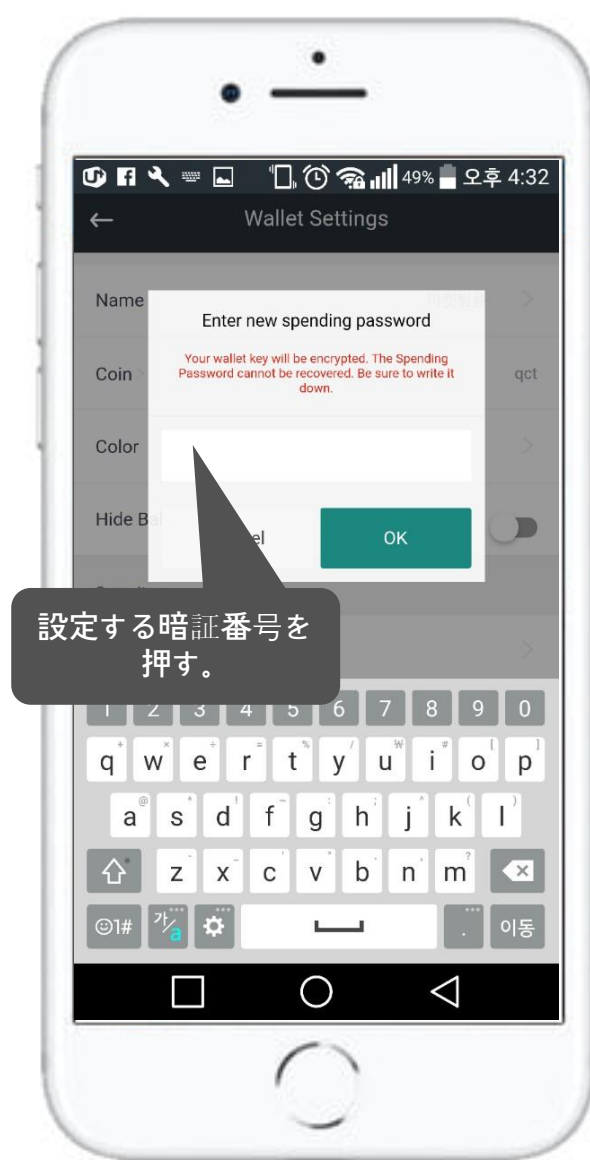 49% 오후 4:32
Wallet Settings
Name
Enter new spending password
Your wallet key will be encrypted. The Spending
Password cannot be recovered. Be sure to write it
down.
Coin
qct
Color
Hide Bal
el
OK
設定する暗証番号を
押す。
1 2 3 4 5 6 7 8 9 0
q w e r t y u i o p
a s d f g h j k l
z x c v b n m
☺1# 가/a . 이동